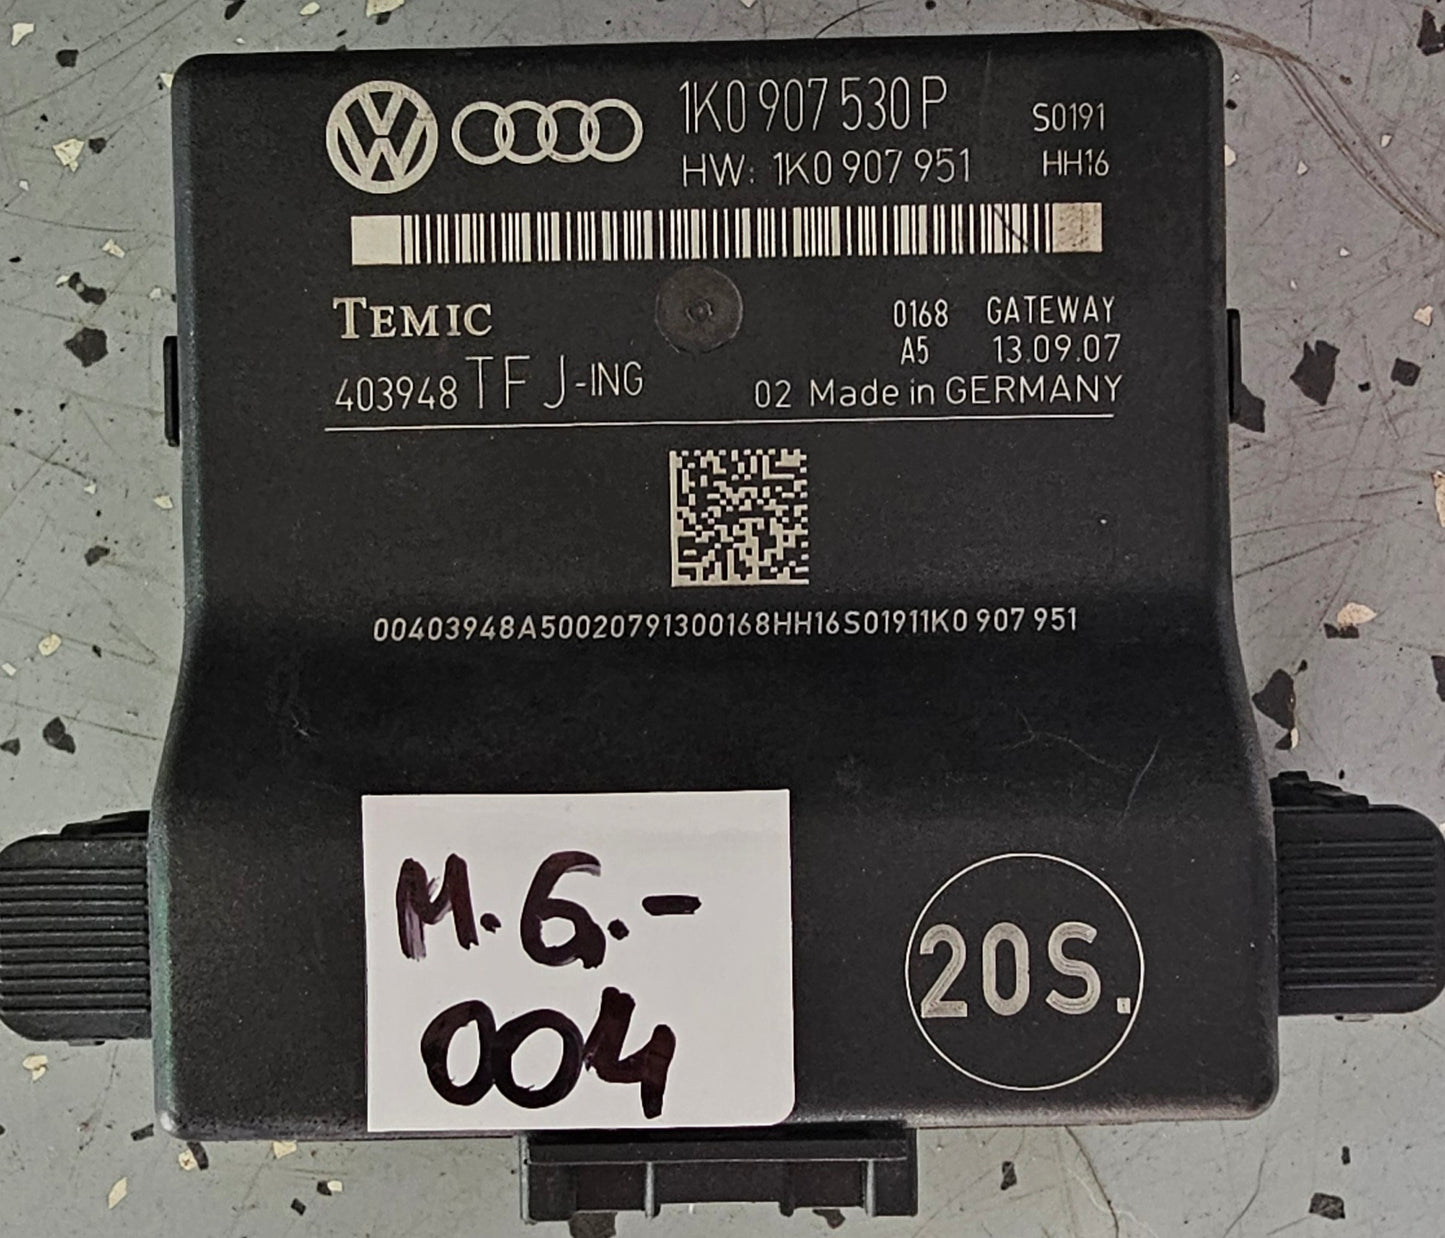 1K0 907 530 P S0191
HW: 1K0 907 951 HH16
TEMIC 0168 GATEWAY
A5 13.09.07
403948 TF J-ING 02 Made in GERMANY
00403948A50020791300168HH16S01911K0 907 951
M.G.-
004
20S.